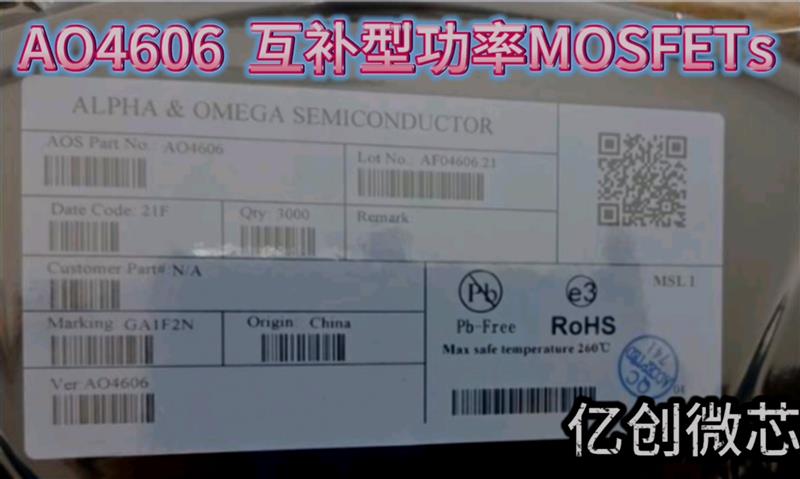 AO4606 互补型功率MOSFETs
ALPHA & OMEGA SEMICONDUCTOR
AOS Part No.: AO4606
Lot No.: AF04606.21
Date Code: 21F
Qty: 3000
Remark:
Customer Part#: N/A
MSL 1
Marking: GA1F2N
Origin: China
Pb
Pb-Free
e3
RoHS
Max safe temperature 260℃
Ver:AO4606
QC
亿创微芯